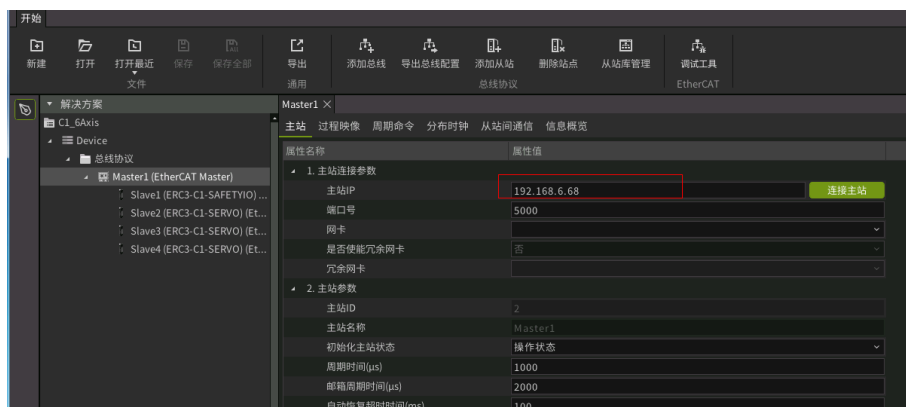 开始
新建 打开 打开最近 保存 保存全部 导出 添加总线 导出总线配置 添加从站 删除站点 从站库管理 调试工具
文件 通用 总线协议 EtherCAT
解决方案
C1_6Axis
Device
总线协议
Master1 (EtherCAT Master)
Slave1 (ERC3-C1-SAFETYIO) ...
Slave2 (ERC3-C1-SERVO) (Et...
Slave3 (ERC3-C1-SERVO) (Et...
Slave4 (ERC3-C1-SERVO) (Et...
Master1
主站 过程映像 周期命令 分布时钟 从站间通信 信息概览
属性名称 属性值
1. 主站连接参数
主站IP 192.168.6.68 连接主站
端口号 5000
网卡
是否使能冗余网卡 否
冗余网卡
2. 主站参数
主站ID 2
主站名称 Master1
初始化主站状态 操作状态
周期时间(μs) 1000
邮箱周期时间(μs) 2000
自动恢复超时时间(ms) 100